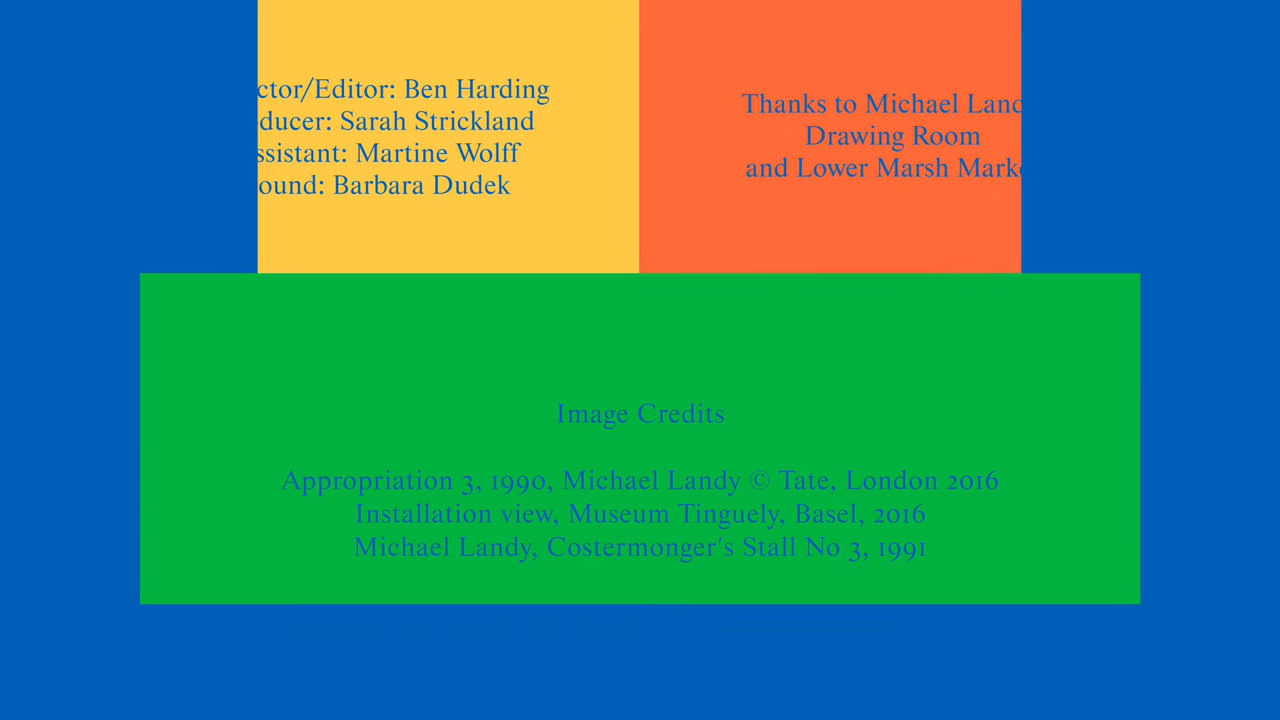 ctor/Editor: Ben Harding
ducer: Sarah Strickland
ssistant: Martine Wolff
ound: Barbara Dudek
Thanks to Michael Land
Drawing Room
and Lower Marsh Mark
Image Credits
Appropriation 3, 1990, Michael Landy © Tate, London 2016
Installation view, Museum Tinguely, Basel, 2016
Michael Landy, Costermonger's Stall No 3, 1991